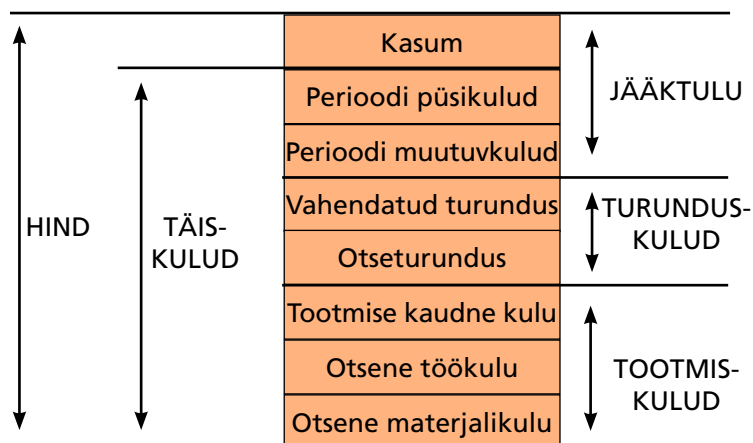 Kasum
Perioodi püsikulud
Perioodi muutuvkulud
Vahendatud turundus
Otseturundus
Tootmise kaudne kulu
Otsene töökulu
Otsene materjalikulu
HIND
TÄIS-
KULUD
JÄÄKTULU
TURUNDUS-
KULUD
TOOTMIS-
KULUD